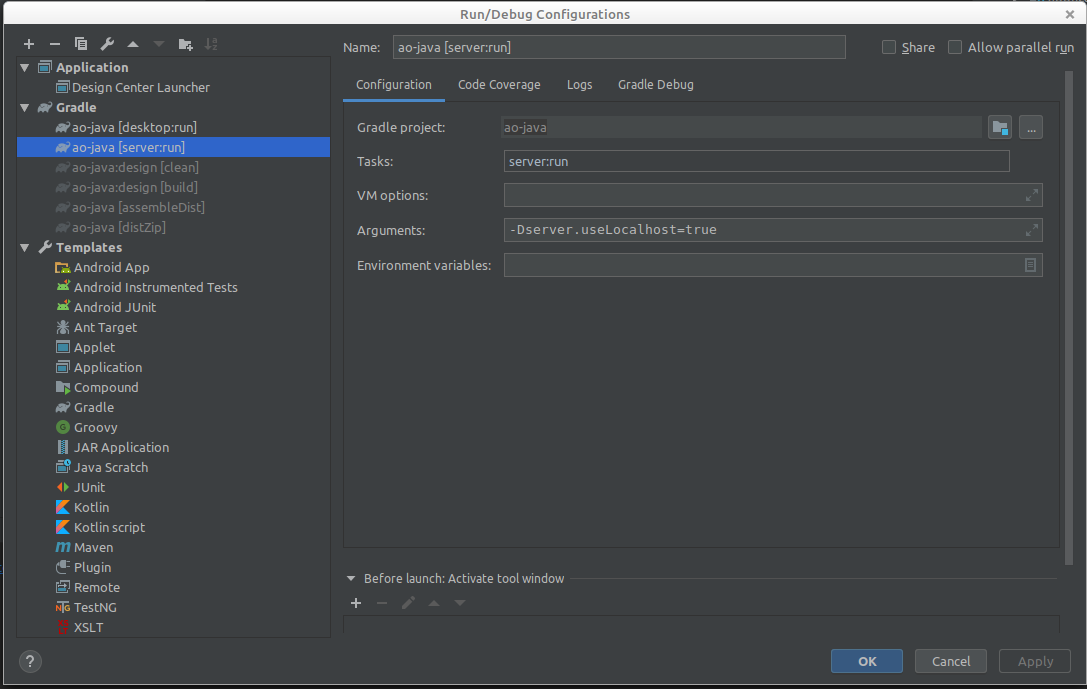 Run/Debug Configurations
Application
Design Center Launcher
Gradle
ao-java [desktop:run]
ao-java [server:run]
ao-java:design [clean]
ao-java:design [build]
ao-java [assembleDist]
ao-java [distZip]
Templates
Android App
Android Instrumented Tests
Android JUnit
Ant Target
Applet
Application
Compound
Gradle
Groovy
JAR Application
Java Scratch
JUnit
Kotlin
Kotlin script
Maven
Plugin
Remote
TestNG
XSLT
Name: ao-java [server:run] Share Allow parallel run
Configuration Code Coverage Logs Gradle Debug
Gradle project: ao-java ...
Tasks: server:run
VM options:
Arguments: -Dserver.useLocalhost=true
Environment variables:
Before launch: Activate tool window
? OK Cancel Apply